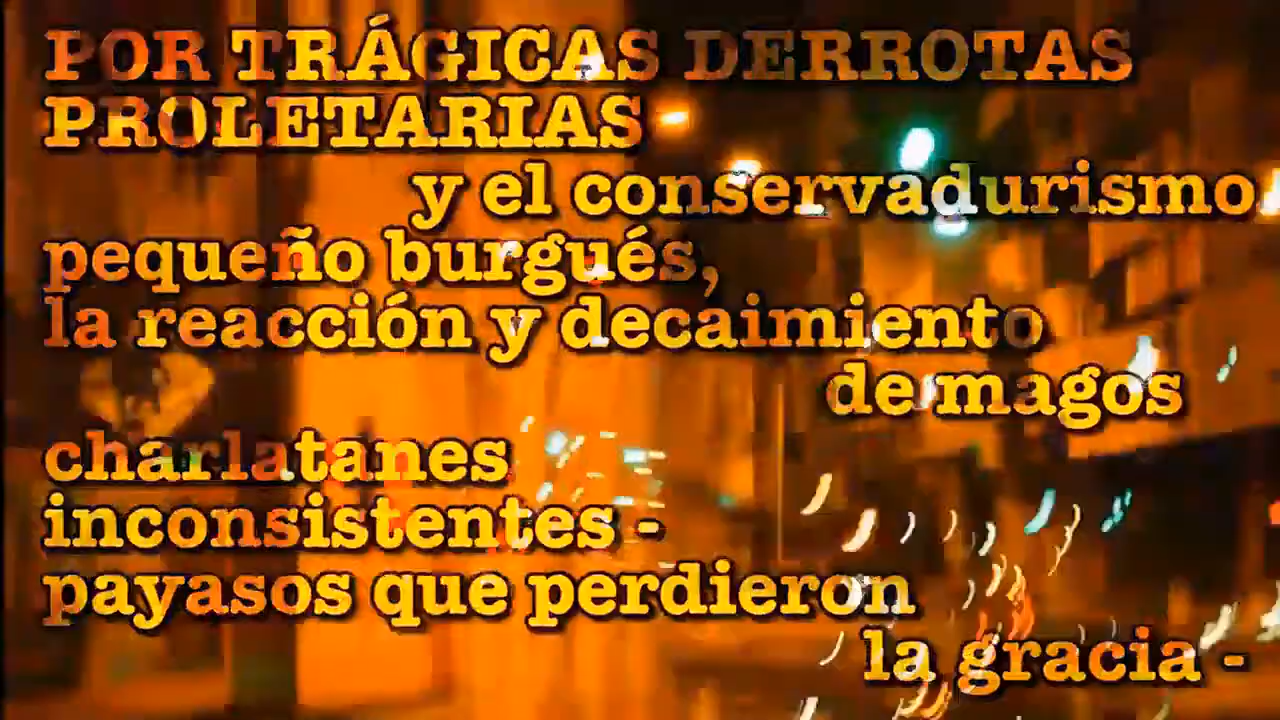 POR TRÁGICAS DERROTAS
PROLETARIAS
y el conservadurismo
pequeño burgués,
la reacción y decaimiento
de magos
charlatanes
inconsistentes -
payasos que perdieron
la gracia -